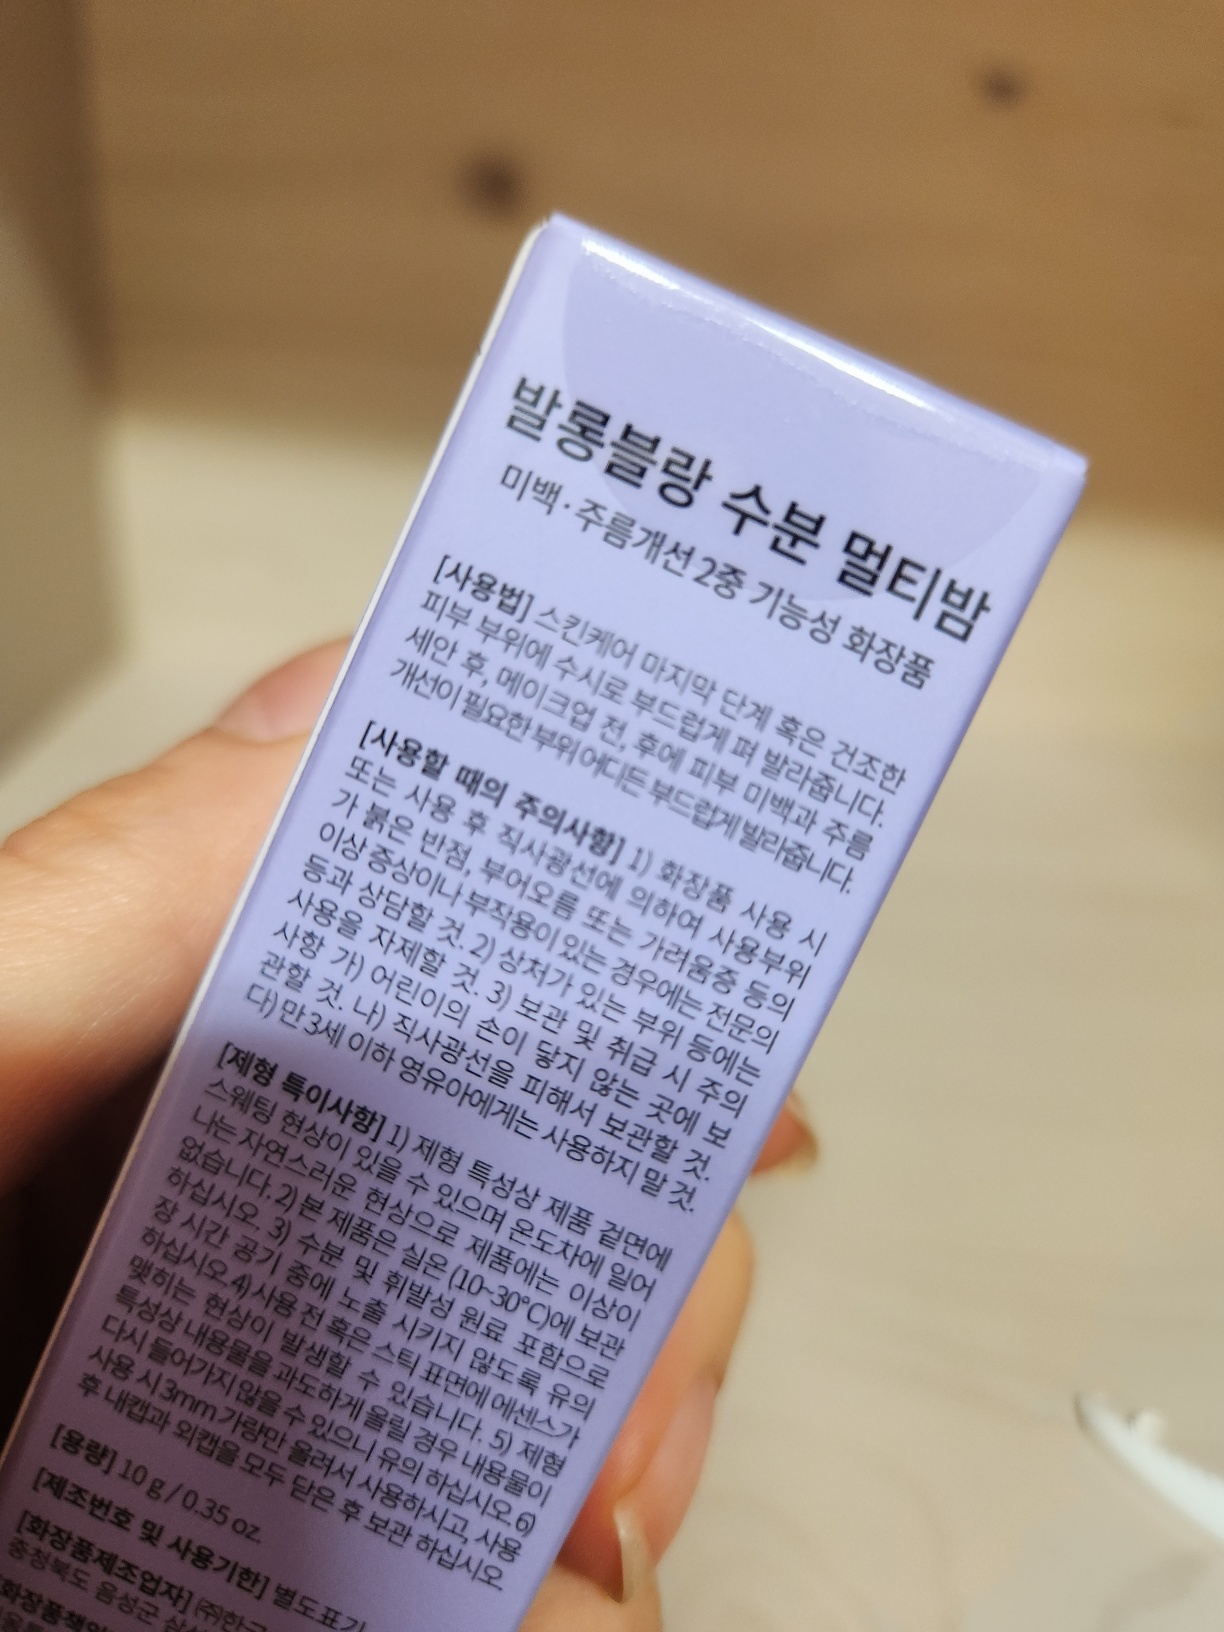 발롱블랑 수분 멀티밤
미백·주름개선 2중 기능성 화장품
[사용법] 스킨케어 마지막 단계 혹은 건조한
피부 부위에 수시로 부드럽게 펴 발라줍니다.
세안 후, 메이크업 전, 후에 피부 미백과 주름
개선이 필요한 부위 어디든 부드럽게 발라줍니다.
[사용할 때의 주의사항] 1) 화장품 사용 시
또는 사용 후 직사광선에 의하여 사용부위
가 붉은 반점, 부어오름 또는 가려움증 등의
이상 증상이나 부작용이 있는 경우에는 전문의
등과 상담할 것. 2) 상처가 있는 부위 등에는
사용을 자제할 것. 3) 보관 및 취급 시 주의
사항 가) 어린이의 손이 닿지 않는 곳에 보
관할 것. 나) 직사광선을 피해서 보관할 것.
다) 만 3세 이하 영유아에게는 사용하지 말 것.
[제형 특이사항] 1) 제형 특성상 제품 겉면에
스웨팅 현상이 있을 수 있으며 온도차에 일어
나는 자연스러운 현상으로 제품에는 이상이
없습니다. 2) 본 제품은 실온 (10~30°C)에 보관
하십시오. 3) 수분 및 휘발성 원료 포함으로
장 시간 공기 중에 노출 시키지 않도록 유의
하십시오. 4) 사용 전 혹은 스틱 표면에 에센스가
맺히는 현상이 발생할 수 있습니다. 5) 제형
특성상 내용물을 과도하게 올릴 경우 내용물이
다시 들어가지 않을 수 있으니 유의 하십시오. 6)
사용 시 3mm 가량만 올려서 사용하시고, 사용
후 내캡과 외캡을 모두 닫은 후 보관 하십시오.
[용량] 10 g / 0.35 oz.
[제조번호 및 사용기한] 별도표기
[화장품제조업자] ㈜한국
충청북도 음성군 삼성